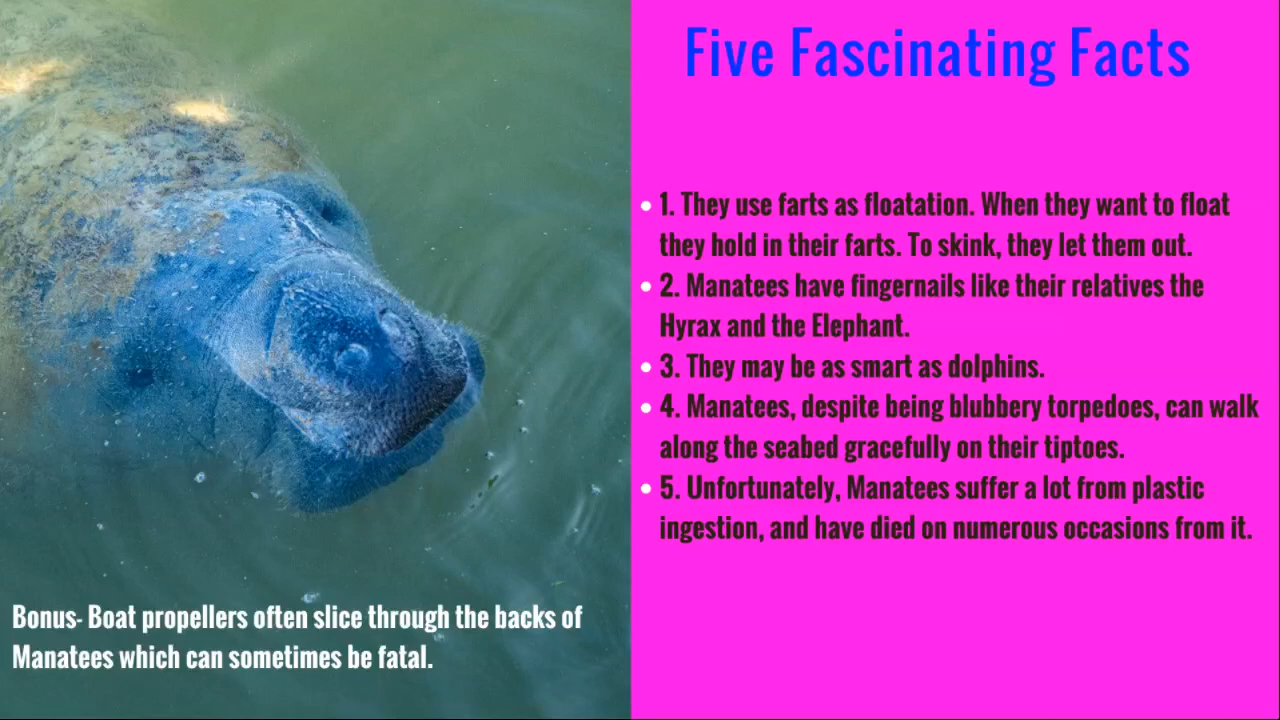 Five Fascinating Facts
1. They use farts as floatation. When they want to float
they hold in their farts. To skink, they let them out.
2. Manatees have fingernails like their relatives the
Hyrax and the Elephant.
3. They may be as smart as dolphins.
4. Manatees, despite being blubbery torpedoes, can walk
along the seabed gracefully on their tiptoes.
5. Unfortunately, Manatees suffer a lot from plastic
ingestion, and have died on numerous occasions from it.
Bonus- Boat propellers often slice through the backs of
Manatees which can sometimes be fatal.